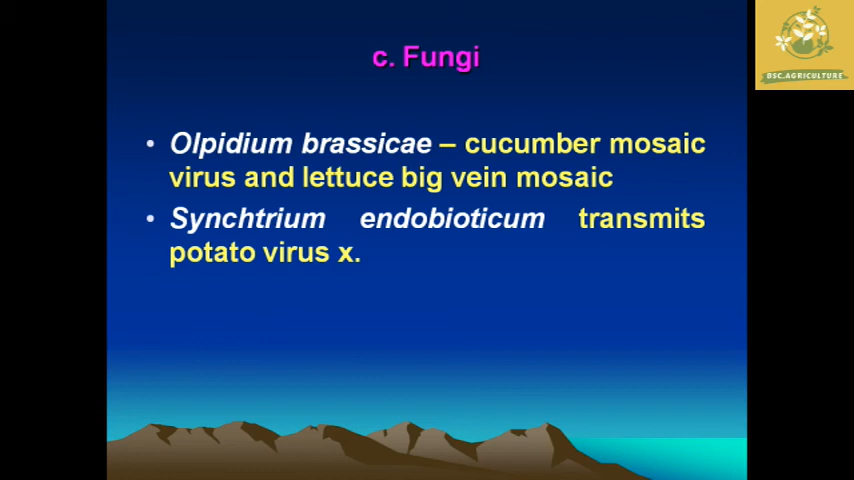 c. Fungi
BSC.AGRICULTURE
• Olpidium brassicae – cucumber mosaic
virus and lettuce big vein mosaic
• Synchtrium endobioticum transmits
potato virus x.